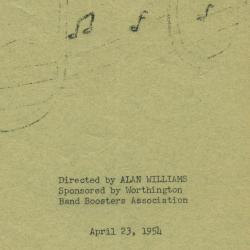 Directed by ALAN WILLIAMS
Sponsored by Worthington
Band Boosters Association
April 23, 1954